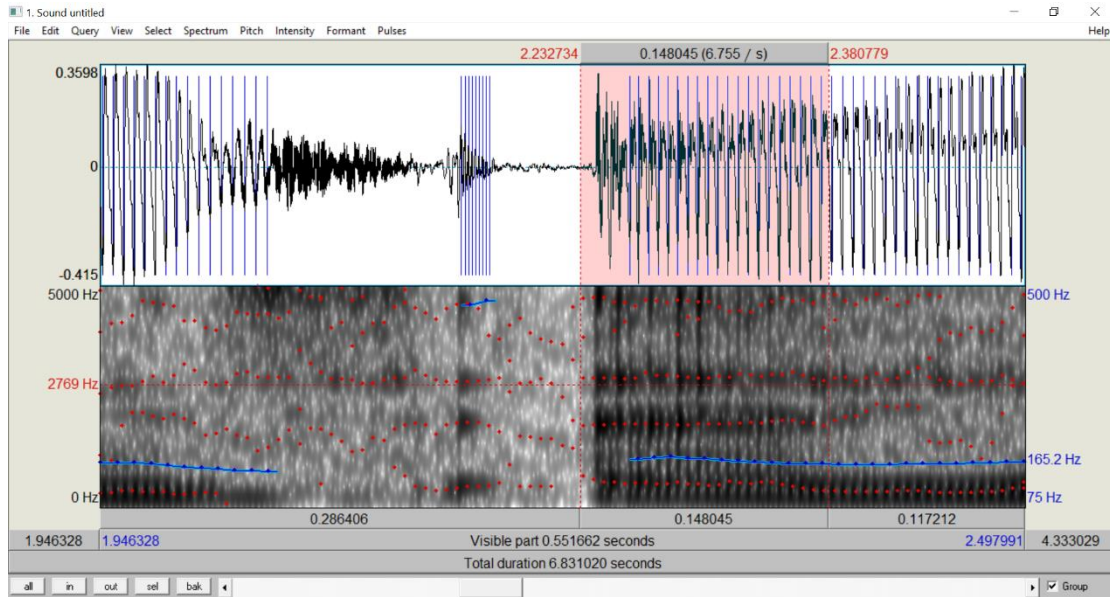 1. Sound untitled
File Edit Query View Select Spectrum Pitch Intensity Formant Pulses Help
2.232734 0.148045 (6.755 / s) 2.380779
0.3598
0
-0.415
5000 Hz 500 Hz
2769 Hz
165.2 Hz
0 Hz 75 Hz
0.286406 0.148045 0.117212
1.946328 1.946328 Visible part 0.551662 seconds 2.497991 4.333029
Total duration 6.831020 seconds
all in out sel bak Group